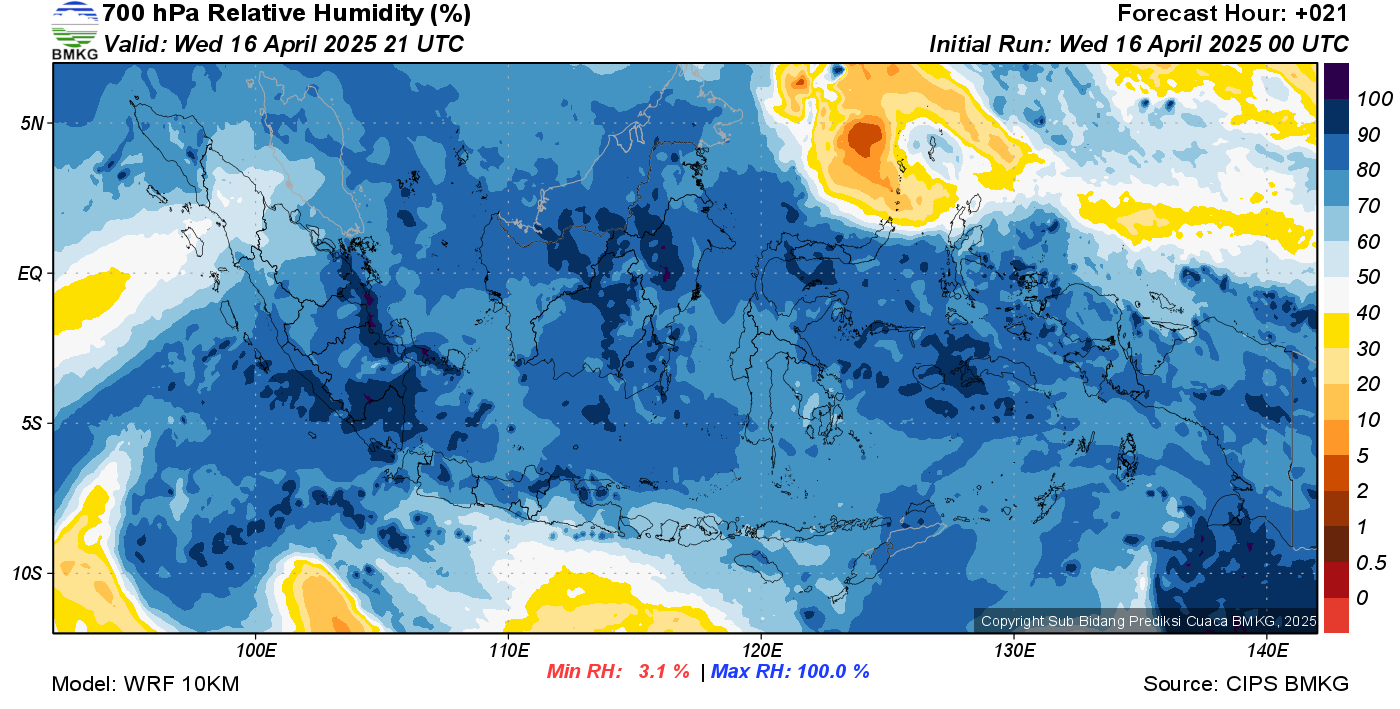 700 hPa Relative Humidity (%)
Forecast Hour: +021
BMKG
Valid: Wed 16 April 2025 21 UTC
Initial Run: Wed 16 April 2025 00 UTC
5N
EQ
5S
10S
100E
110E
120E
130E
140E
100
90
80
70
60
50
40
30
20
10
5
2
1
0.5
0
Copyright Sub Bidang Prediksi Cuaca BMKG, 2025
Min RH: 3.1 % | Max RH: 100.0 %
Model: WRF 10KM
Source: CIPS BMKG